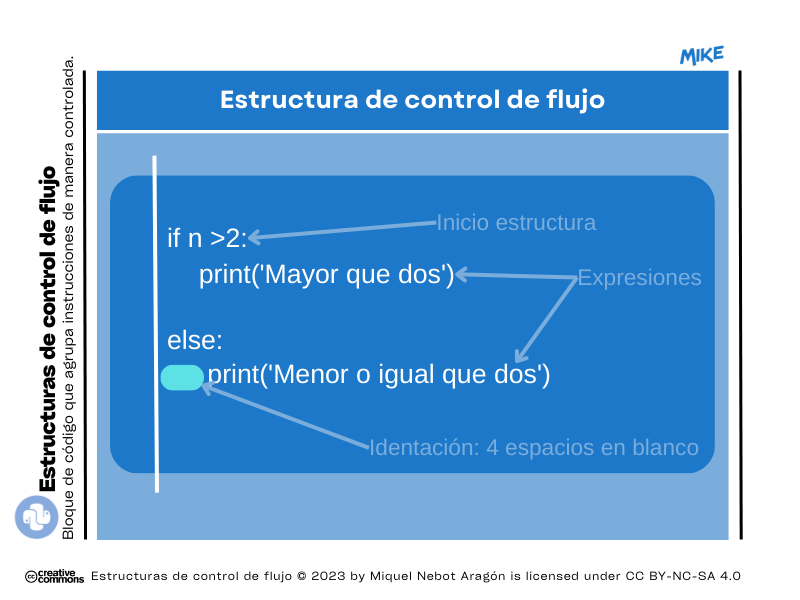 MIKE
Estructura de control de flujo
Estructuras de control de flujo
Bloque de código que agrupa instrucciones de manera controlada.
Inicio estructura
if n >2:
print('Mayor que dos')
Expresiones
else:
print('Menor o igual que dos')
Identación: 4 espacios en blanco
cc creative commons
Estructuras de control de flujo © 2023 by Miquel Nebot Aragón is licensed under CC BY-NC-SA 4.0